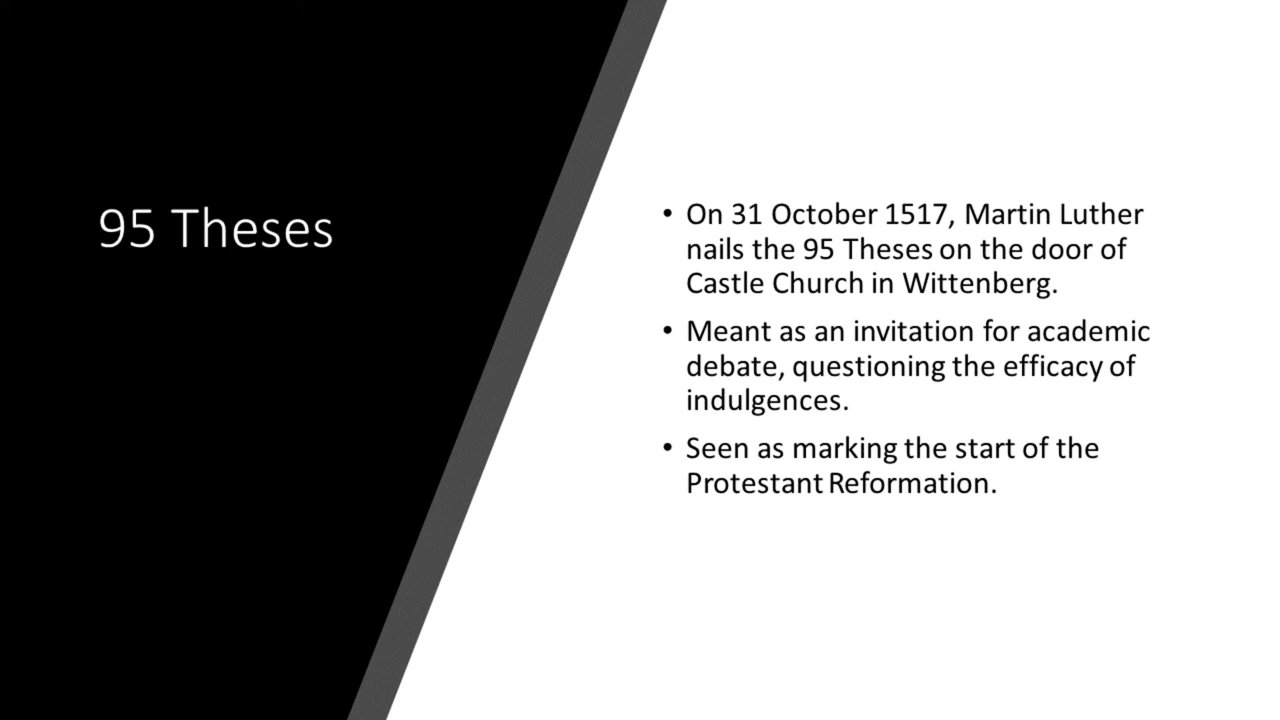 95 Theses
• On 31 October 1517, Martin Luther
nails the 95 Theses on the door of
Castle Church in Wittenberg.
• Meant as an invitation for academic
debate, questioning the efficacy of
indulgences.
• Seen as marking the start of the
Protestant Reformation.